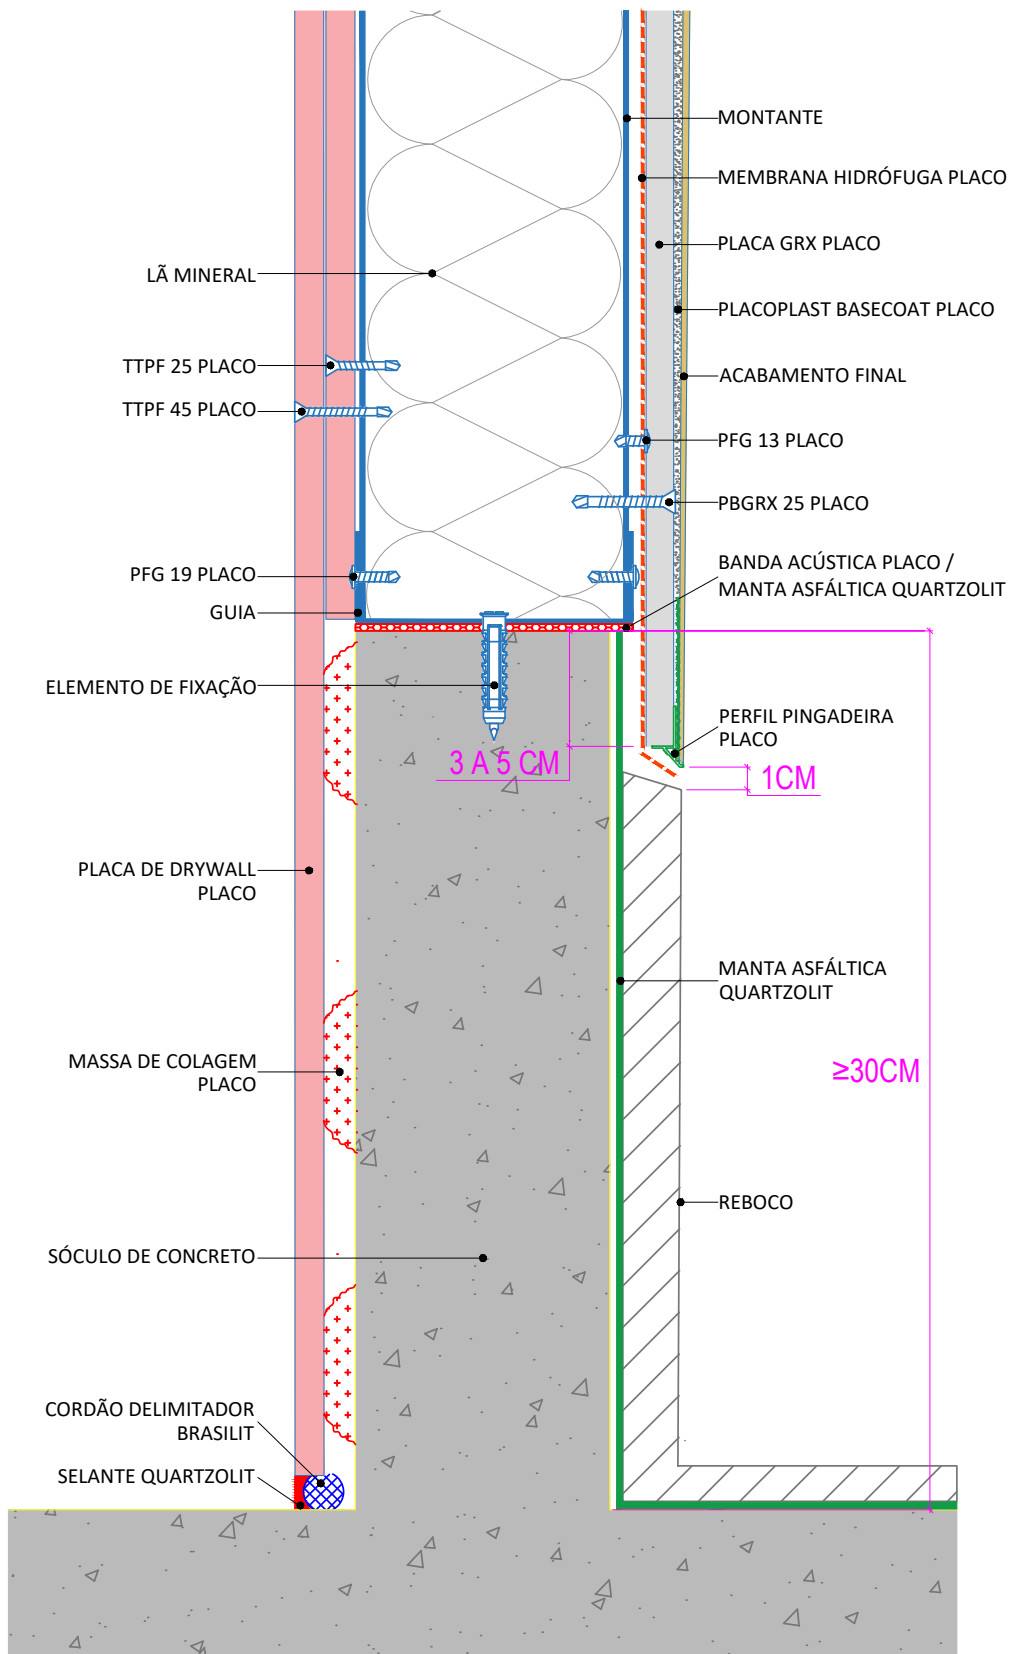 MONTANTE
MEMBRANA HIDRÓFUGA PLACO
PLACA GRX PLACO
LÃ MINERAL
PLACOPLAST BASECOAT PLACO
TTPF 25 PLACO
ACABAMENTO FINAL
TTPF 45 PLACO
PFG 13 PLACO
PBGRX 25 PLACO
BANDA ACÚSTICA PLACO /
MANTA ASFÁLTICA QUARTZOLIT
PFG 19 PLACO
GUIA
ELEMENTO DE FIXAÇÃO
PERFIL PINGADEIRA
PLACO
3 A 5 CM
1CM
PLACA DE DRYWALL
PLACO
MANTA ASFÁLTICA
QUARTZOLIT
MASSA DE COLAGEM
PLACO
≥30CM
REBOCO
SÓCULO DE CONCRETO
CORDÃO DELIMITADOR
BRASILIT
SELANTE QUARTZOLIT